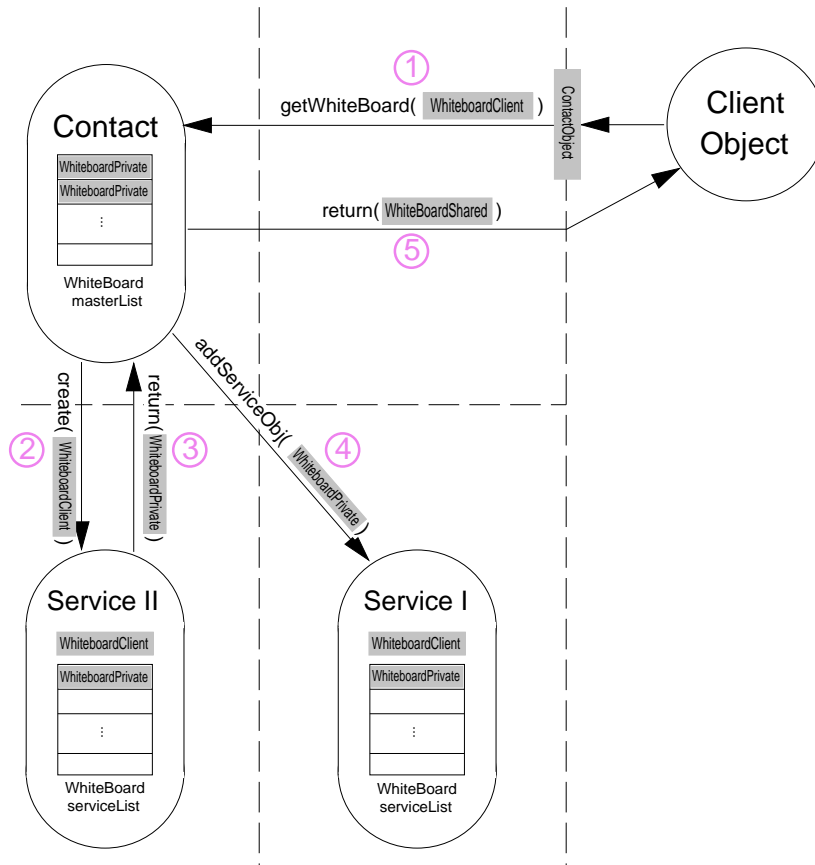 ①
getWhiteBoard( WhiteboardClient )
ContactObject
Client
Object
Contact
WhiteboardPrivate
WhiteboardPrivate
...
WhiteBoard
masterList
return( WhiteBoardShared )
⑤
② create( WhiteboardClient )
return( WhiteboardPrivate ) ③
addServiceObj( WhiteboardPrivate ) ④
Service II
WhiteboardClient
WhiteboardPrivate
...
WhiteBoard
serviceList
Service I
WhiteboardClient
WhiteboardPrivate
...
WhiteBoard
serviceList